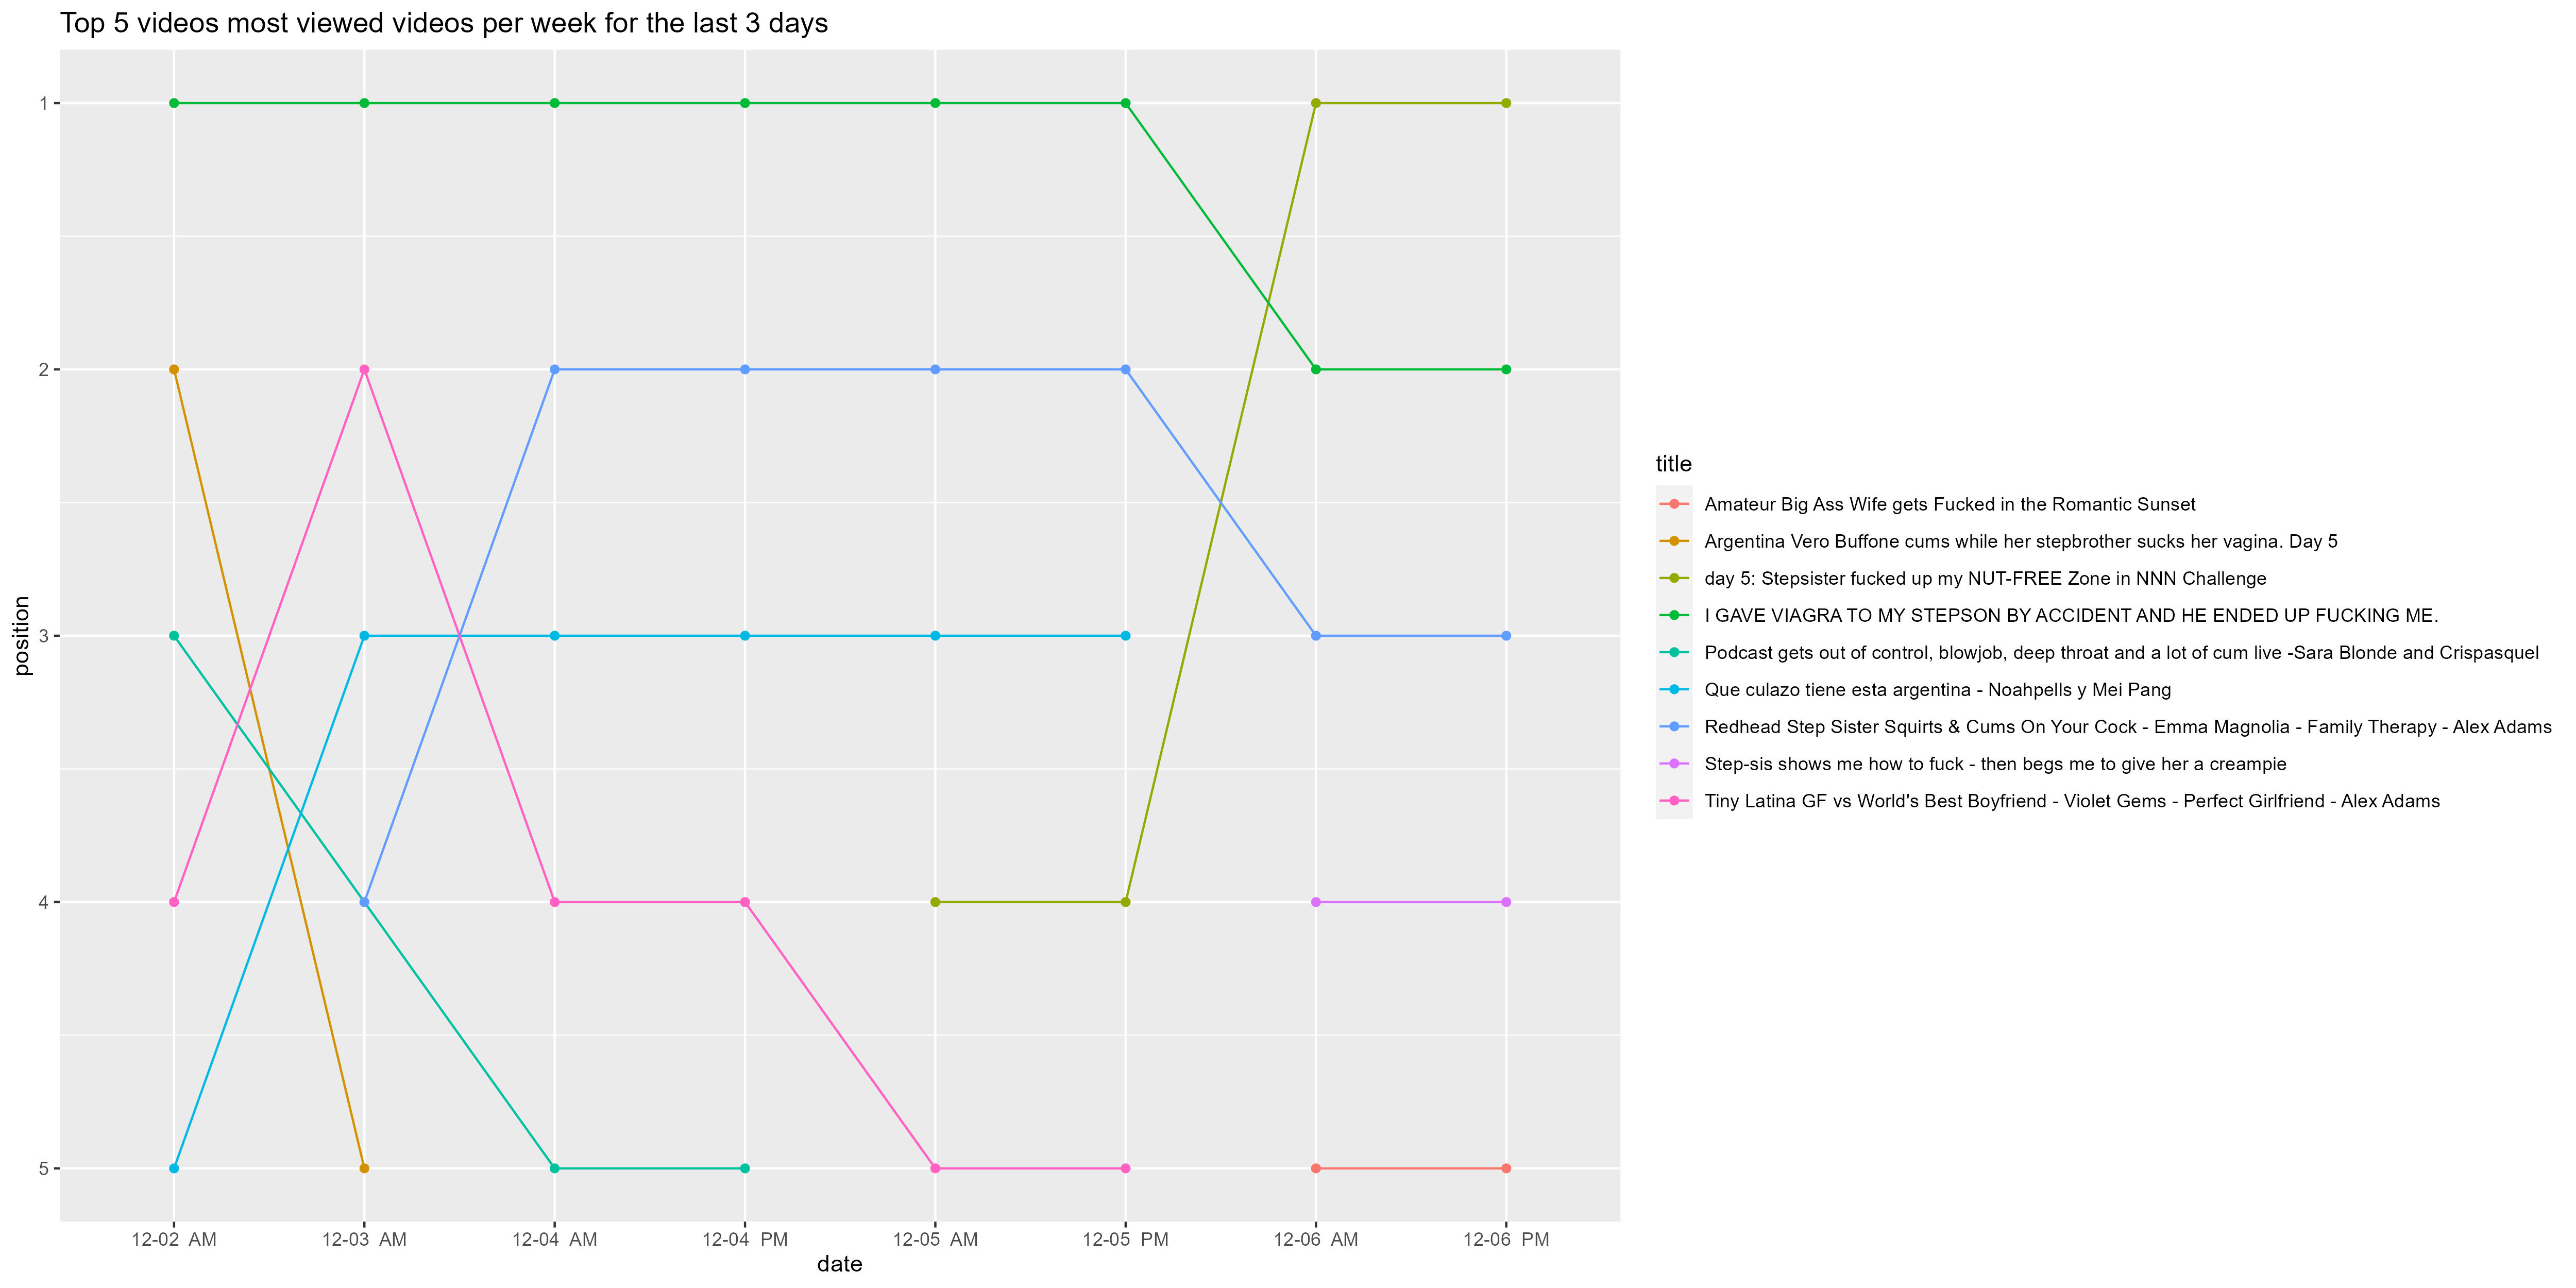 Top 5 videos most viewed videos per week for the last 3 days
position
1
2
3
4
5
12-02 AM
12-03 AM
12-04 AM
12-04 PM
12-05 AM
12-05 PM
12-06 AM
12-06 PM
date
title
Amateur Big Ass Wife gets Fucked in the Romantic Sunset
Argentina Vero Buffone cums while her stepbrother sucks her vagina. Day 5
day 5: Stepsister fucked up my NUT-FREE Zone in NNN Challenge
I GAVE VIAGRA TO MY STEPSON BY ACCIDENT AND HE ENDED UP FUCKING ME.
Podcast gets out of control, blowjob, deep throat and a lot of cum live -Sara Blonde and Crispasquel
Que culazo tiene esta argentina - Noahpells y Mei Pang
Redhead Step Sister Squirts & Cums On Your Cock - Emma Magnolia - Family Therapy - Alex Adams
Step-sis shows me how to fuck - then begs me to give her a creampie
Tiny Latina GF vs World's Best Boyfriend - Violet Gems - Perfect Girlfriend - Alex Adams